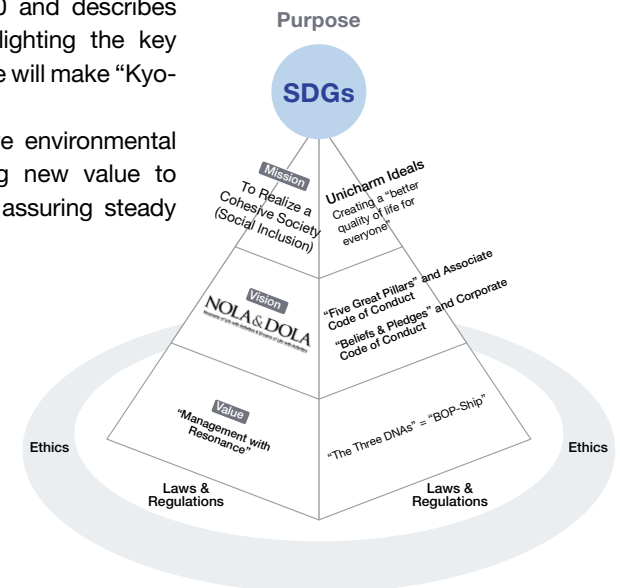 0 and describes
lighting the key
e will make “Kyo-
e environmental
g new value to
assuring steady
Purpose
SDGs
Mission
To Realize a
Cohesive Society
(Social Inclusion)
Unicharm Ideals
Creating a “better
quality of life for
everyone”
Vision
NOLA & DOLA
“Five Great Pillars” and Associate
Code of Conduct
“Beliefs & Pledges” and Corporate
Code of Conduct
Value
“Management with
Resonance”
“The Three DNAs” = “BOP-Ship”
Ethics
Ethics
Laws &
Regulations
Laws &
Regulations